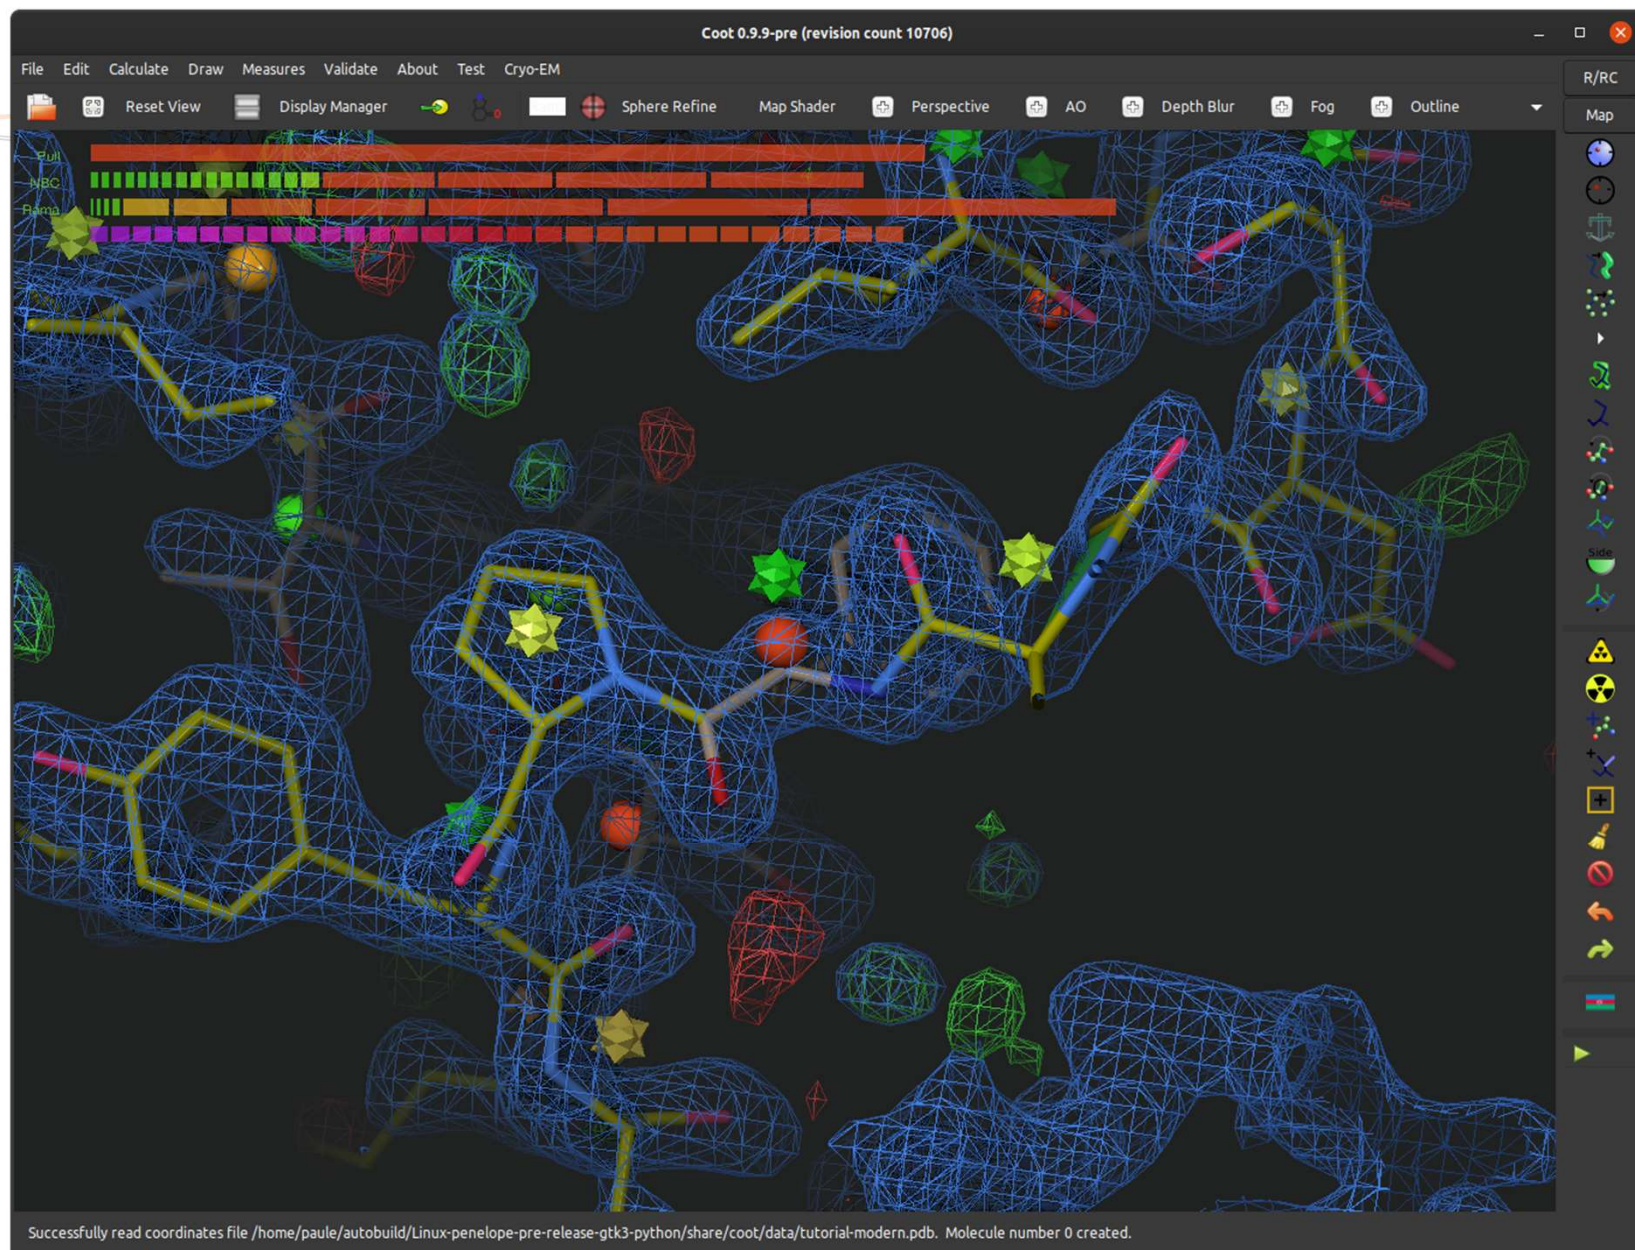 Coot 0.9.9-pre (revision count 10706)
File Edit Calculate Draw Measures Validate About Test Cryo-EM
R/RC
Reset View Display Manager Sphere Refine Map Shader Perspective AO Depth Blur Fog Outline
Map
Pull
NBC
Rama
Side
Successfully read coordinates file /home/paule/autobuild/Linux-penelope-pre-release-gtk3-python/share/coot/data/tutorial-modern.pdb. Molecule number 0 created.